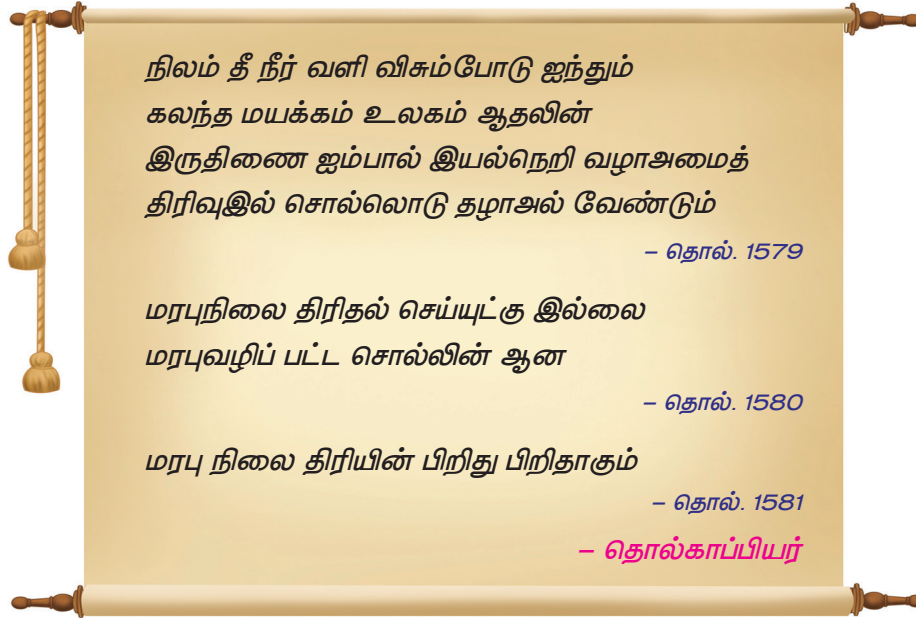 நிலம் தீ நீர் வளி விசும்போடு ஐந்தும்
கலந்த மயக்கம் உலகம் ஆதலின்
இருதிணை ஐம்பால் இயல்நெறி வழாஅமைத்
திரிவுஇல் சொல்லொடு தழாஅல் வேண்டும்
– தொல். 1579
மரபுநிலை திரிதல் செய்யுட்கு இல்லை
மரபுவழிப் பட்ட சொல்லின் ஆன
– தொல். 1580
மரபு நிலை திரியின் பிறிது பிறிதாகும்
– தொல். 1581
– தொல்காப்பியர்